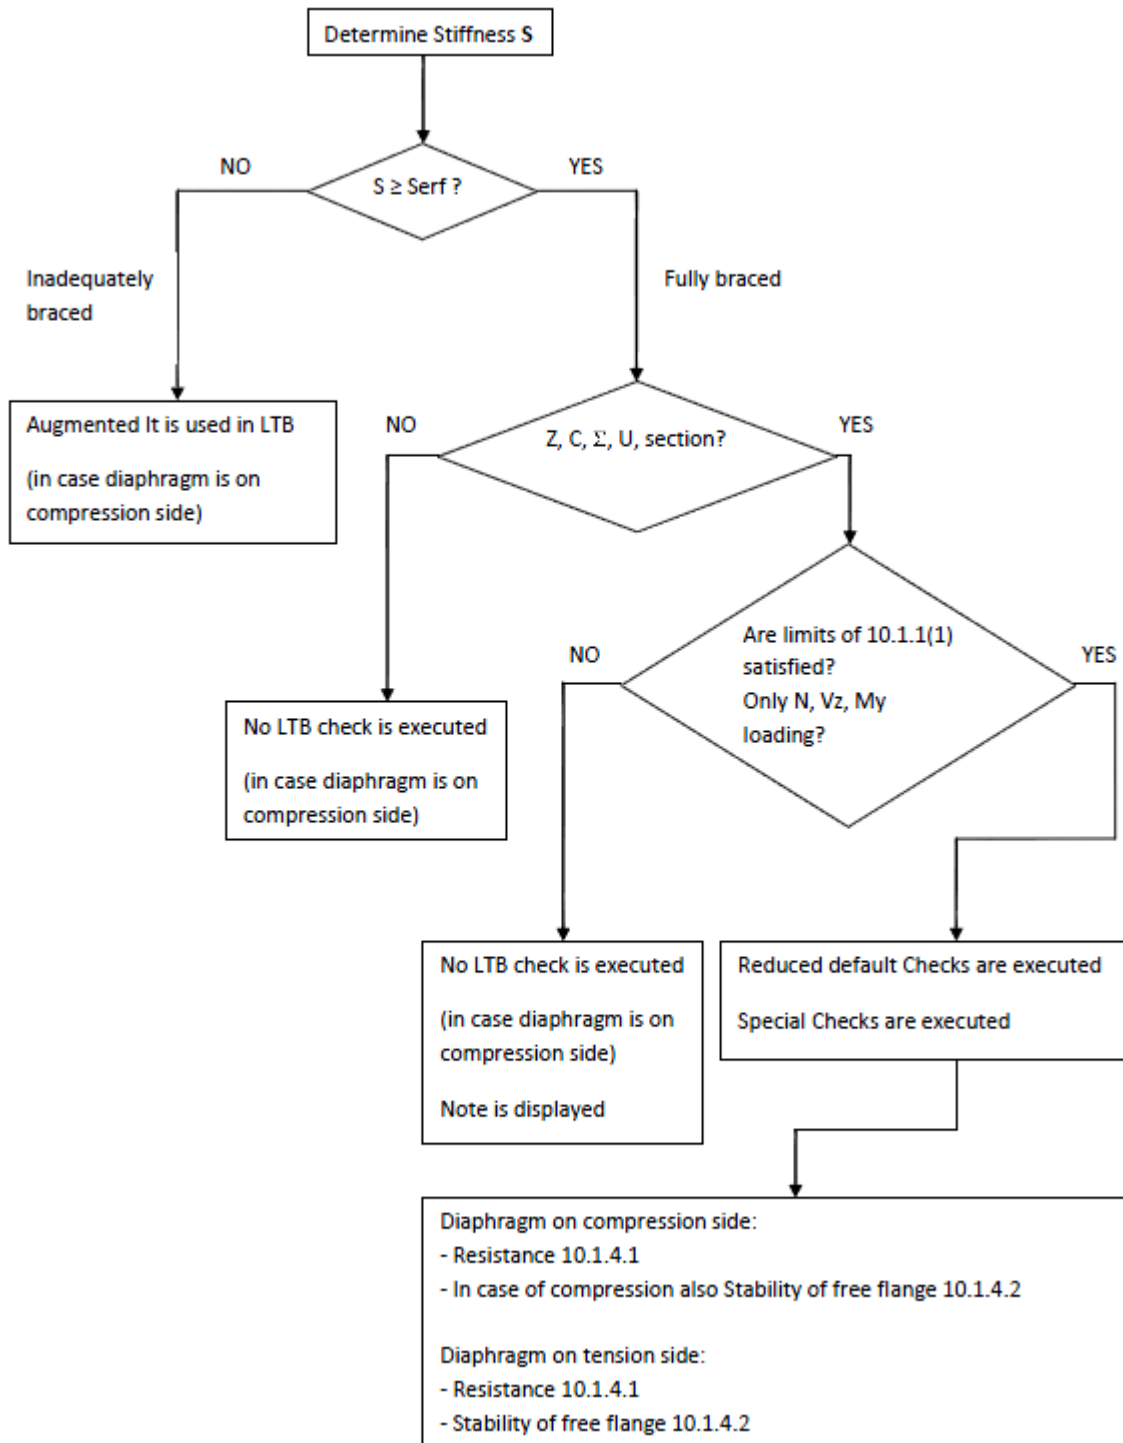 Determine Stiffness S
NO
YES
S ≥ Serf ?
Inadequately
braced
Fully braced
Augmented It is used in LTB
(in case diaphragm is on
compression side)
NO
YES
Z, C, Σ, U, section?
NO
YES
Are limits of 10.1.1(1)
satisfied?
Only N, Vz, My
loading?
No LTB check is executed
(in case diaphragm is on
compression side)
No LTB check is executed
(in case diaphragm is on
compression side)
Note is displayed
Reduced default Checks are executed
Special Checks are executed
Diaphragm on compression side:
- Resistance 10.1.4.1
- In case of compression also Stability of free flange 10.1.4.2
Diaphragm on tension side:
- Resistance 10.1.4.1
- Stability of free flange 10.1.4.2